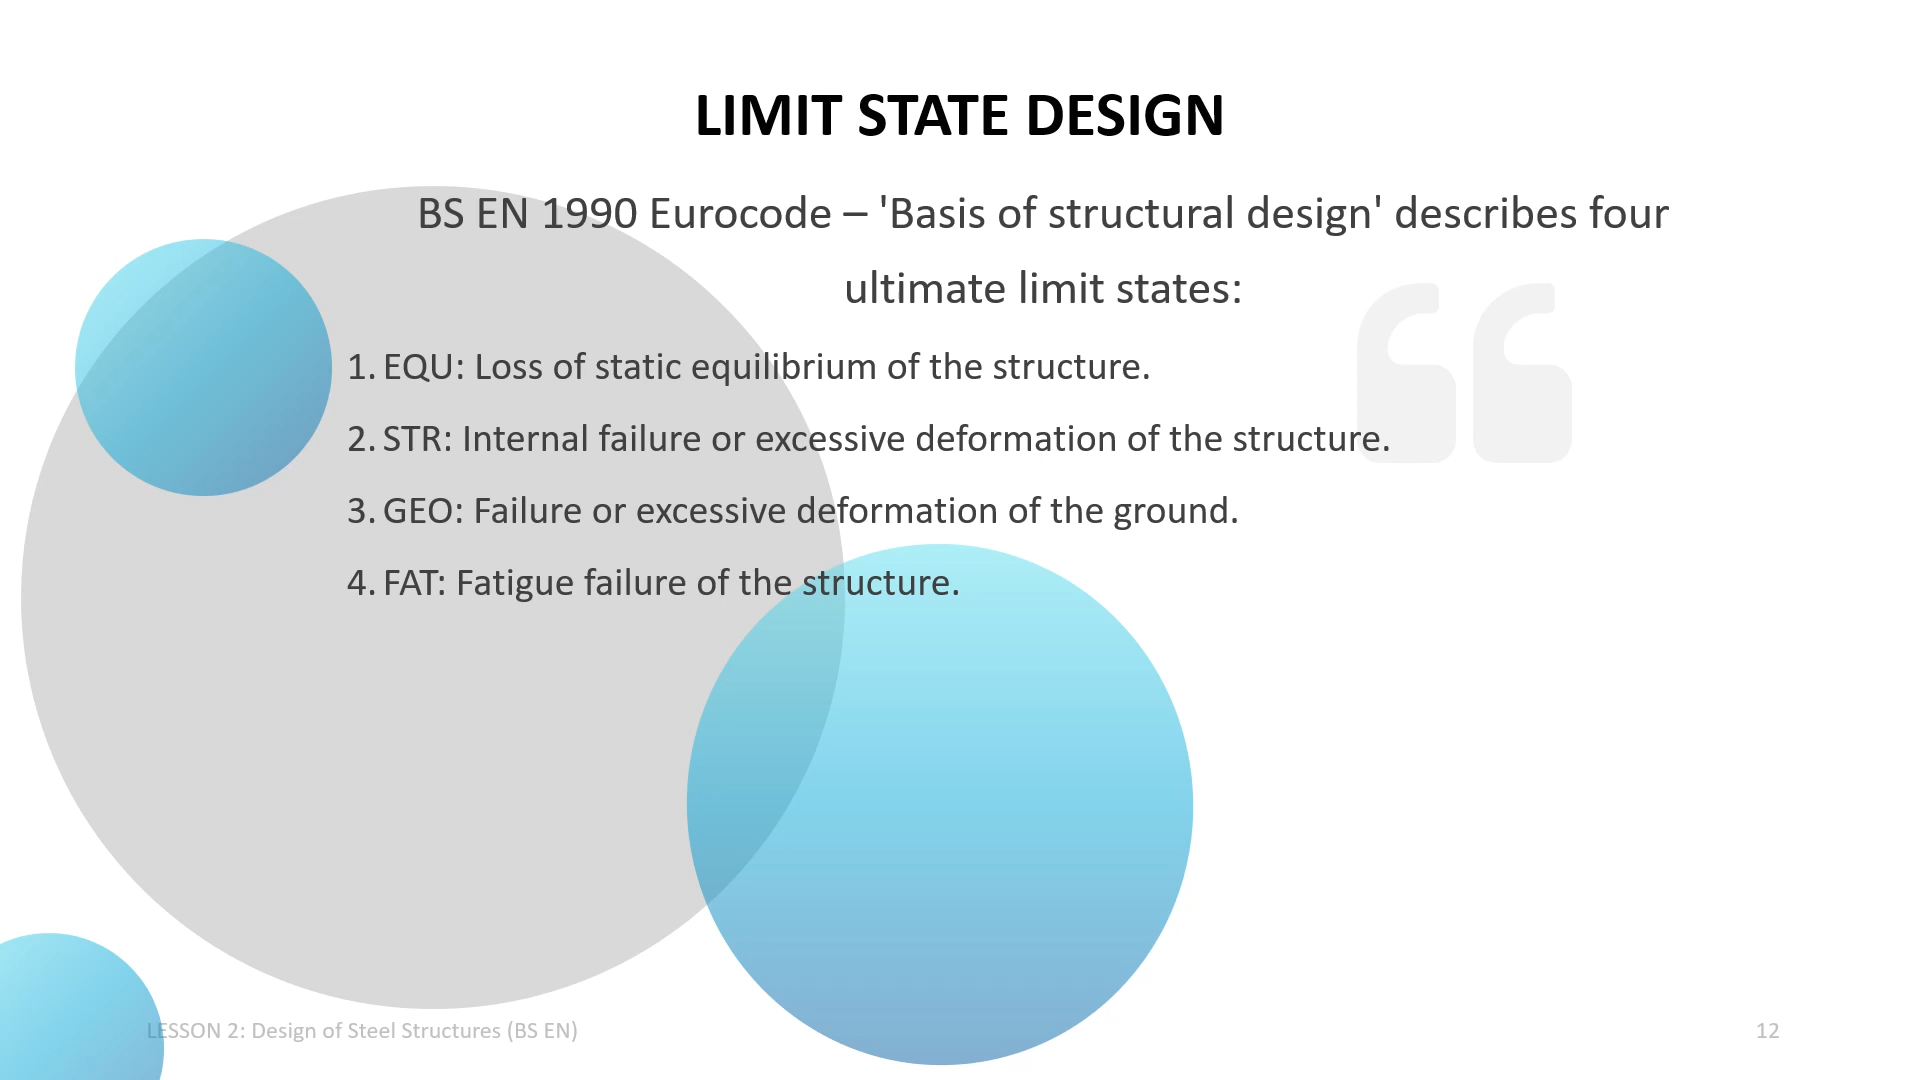 LIMIT STATE DESIGN
BS EN 1990 Eurocode – 'Basis of structural design' describes four
ultimate limit states:
1. EQU: Loss of static equilibrium of the structure.
2. STR: Internal failure or excessive deformation of the structure.
3. GEO: Failure or excessive deformation of the ground.
4. FAT: Fatigue failure of the structure.
LESSON 2: Design of Steel Structures (BS EN)
12